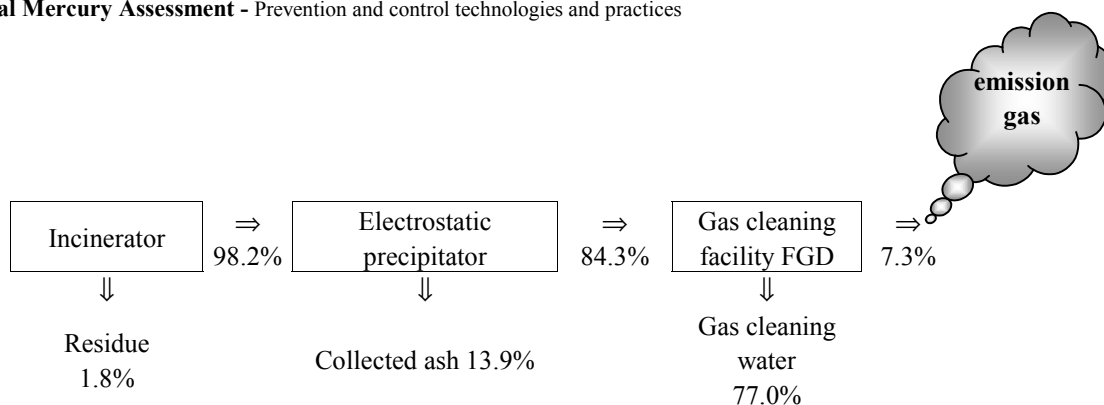 al Mercury Assessment - Prevention and control technologies and practices
emission
gas
Incinerator
⇒
98.2%
Electrostatic
precipitator
⇒
84.3%
Gas cleaning
facility FGD
⇒
7.3%
⇓
⇓
⇓
Residue
1.8%
Collected ash 13.9%
Gas cleaning
water
77.0%